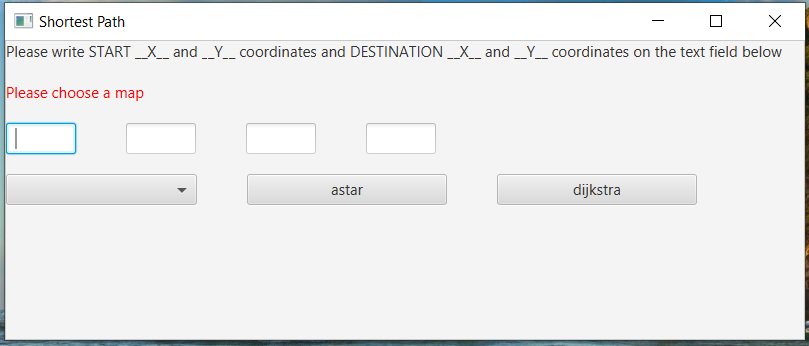 Shortest Path
Please write START __X__ and __Y__ coordinates and DESTINATION __X__ and __Y__ coordinates on the text field below
Please choose a map
astar
dijkstra